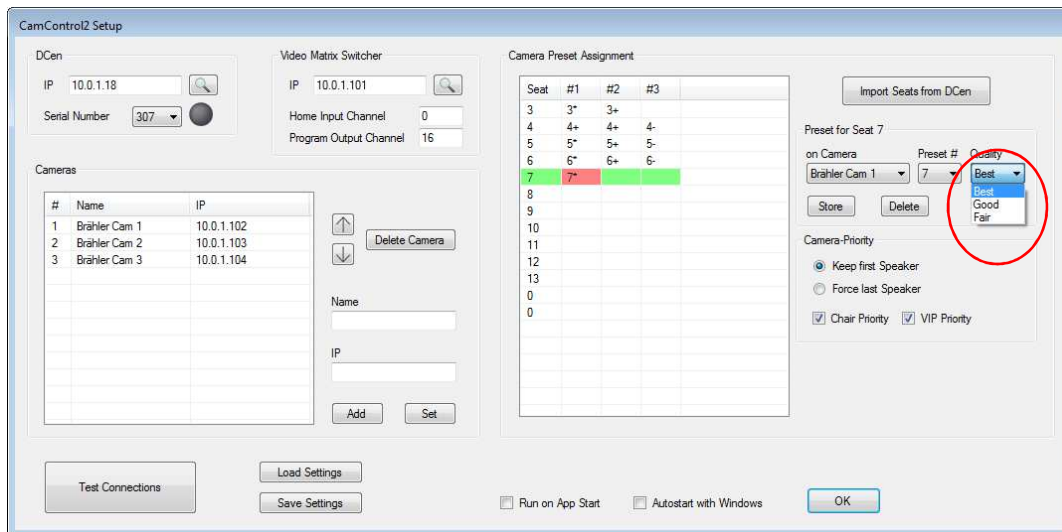 CamControl2 Setup
DCen
IP 10.0.1.18
Serial Number 307
Video Matrix Switcher
IP 10.0.1.101
Home Input Channel 0
Program Output Channel 16
Cameras
# Name IP
1 Brähler Cam 1 10.0.1.102
2 Brähler Cam 2 10.0.1.103
3 Brähler Cam 3 10.0.1.104
Delete Camera
Name
IP
Add Set
Camera Preset Assignment
Seat #1 #2 #3
3 3* 3+
4 4+ 4+ 4-
5 5* 5+ 5-
6 6* 6+ 6-
7 7*
8
9
10
11
12
13
0
0
Import Seats from DCen
Preset for Seat 7
on Camera Preset # Quality
Brähler Cam 1 7 Best
Best
Good
Fair
Store Delete
Camera-Priority
Keep first Speaker
Force last Speaker
Chair Priority VIP Priority
Test Connections
Load Settings
Save Settings
Run on App Start Autostart with Windows OK